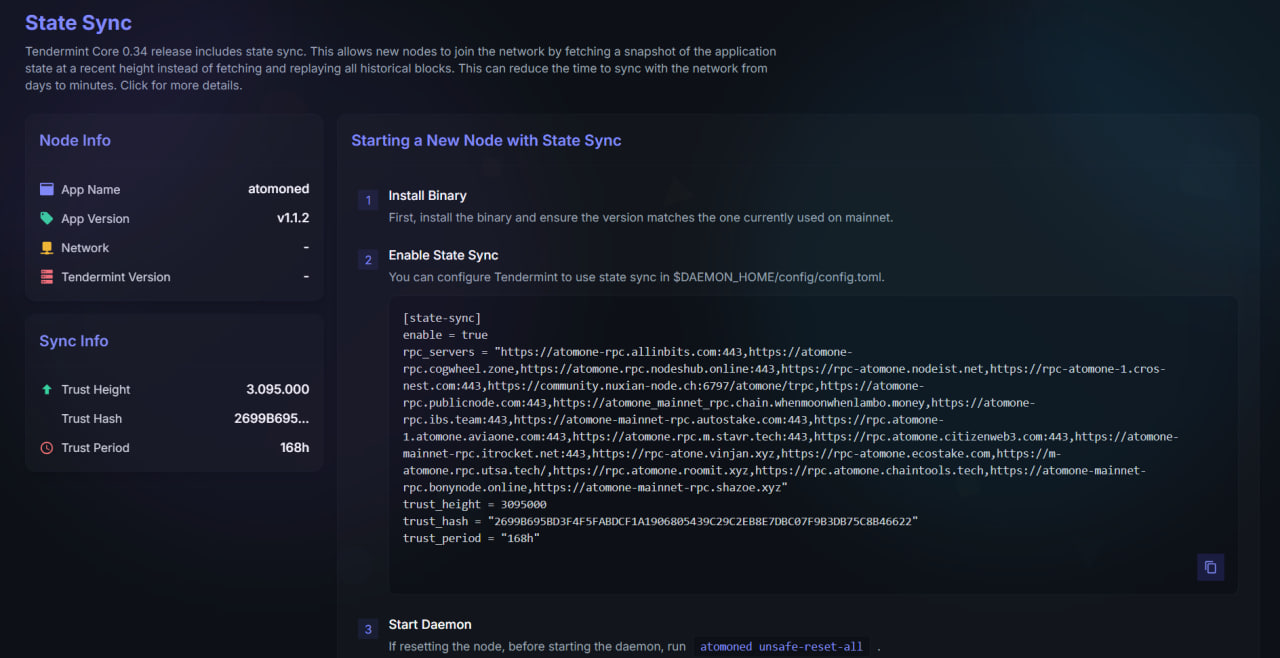 State Sync
Tendermint Core 0.34 release includes state sync. This allows new nodes to join the network by fetching a snapshot of the application
state at a recent height instead of fetching and replaying all historical blocks. This can reduce the time to sync with the network from
days to minutes. Click for more details.
Node Info
App Name atomoned
App Version v1.1.2
Network -
Tendermint Version -
Sync Info
Trust Height 3.095.000
Trust Hash 2699B695...
Trust Period 168h
Starting a New Node with State Sync
1 Install Binary
First, install the binary and ensure the version matches the one currently used on mainnet.
2 Enable State Sync
You can configure Tendermint to use state sync in $DAEMON_HOME/config/config.toml.
[state-sync]
enable = true
rpc_servers = "https://atomone-rpc.allinbits.com:443,https://atomone-
rpc.cogwheel.zone,https://atomone.rpc.nodeshub.online:443,https://rpc-atomone.nodeist.net,https://rpc-atomone-1.cros-
nest.com:443,https://community.nuxian-node.ch:6797/atomone/trpc,https://atomone-
rpc.publicnode.com:443,https://atomone_mainnet_rpc.chain.whenmoonwhenlambo.money,https://atomone-
rpc.ibs.team:443,https://atomone-mainnet-rpc.autostake.com:443,https://rpc.atomone-
1.atomone.aviaone.com:443,https://atomone.rpc.m.stavr.tech:443,https://rpc.atomone.citizenweb3.com:443,https://atomone-
mainnet-rpc.itrocket.net:443,https://rpc-atone.vinjan.xyz,https://rpc-atomone.ecostake.com,https://m-
atomone.rpc.utsa.tech/,https://rpc.atomone.roomit.xyz,https://rpc.atomone.chaintools.tech,https://atomone-mainnet-
rpc.bonynode.online,https://atomone-mainnet-rpc.shazoe.xyz"
trust_height = 3095000
trust_hash = "2699B695BD3F4F5FABDCF1A1906805439C29C2EB8E7DBC07F9B3DB75C8B46622"
trust_period = "168h"
3 Start Daemon
If resetting the node, before starting the daemon, run atomoned unsafe-reset-all .